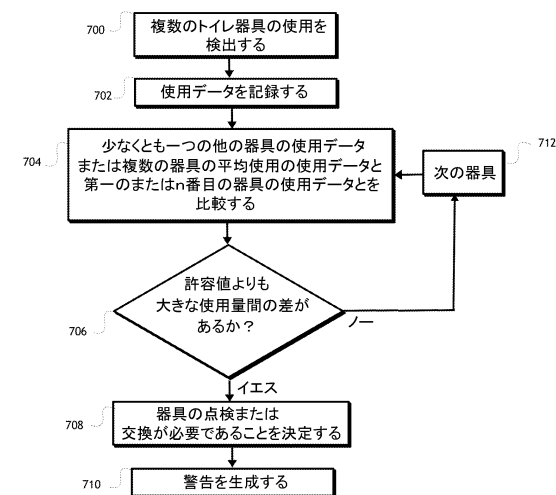 700
複数のトイレ器具の使用を
検出する
702
使用データを記録する
704
少なくとも一つの他の器具の使用データ
または複数の器具の平均使用の使用データと
第一のまたはn番目の器具の使用データとを
比較する
712
次の器具
706
許容値よりも
大きな使用量間の差が
あるか？
ノー
イエス
708
器具の点検または
交換が必要であることを決定する
710
警告を生成する